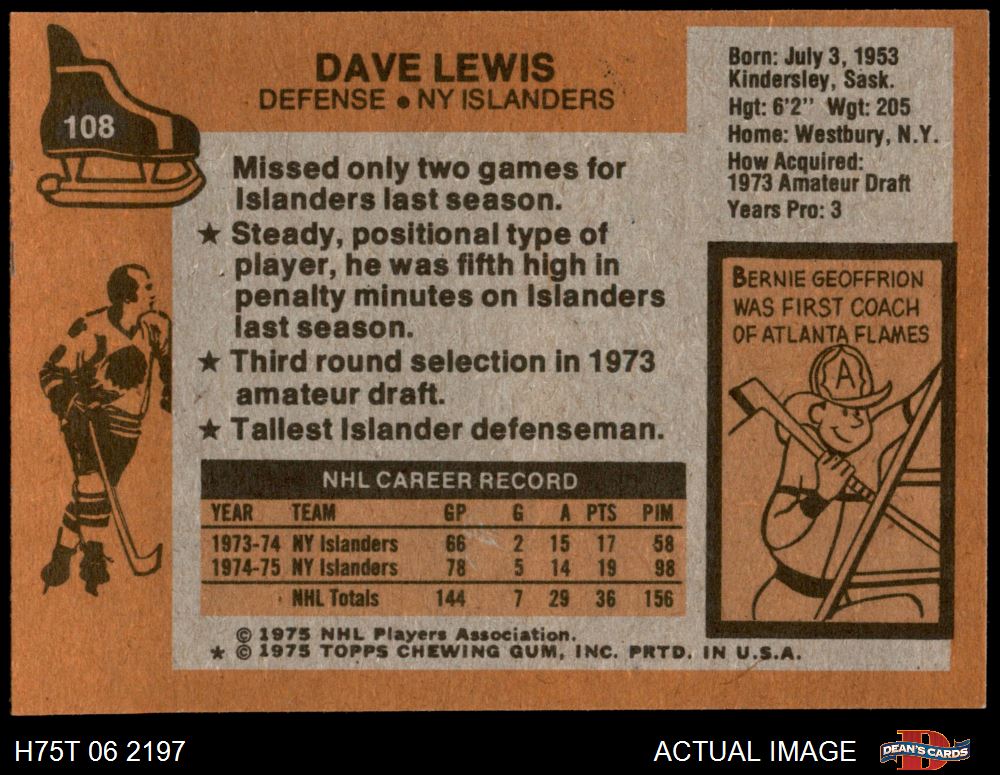 108
DAVE LEWIS
DEFENSE ● NY ISLANDERS
Born: July 3, 1953
Kindersley, Sask.
Hgt: 6'2" Wgt: 205
Home: Westbury, N.Y.
How Acquired:
1973 Amateur Draft
Years Pro: 3
Missed only two games for
Islanders last season.
★ Steady, positional type of
player, he was fifth high in
penalty minutes on Islanders
last season.
★ Third round selection in 1973
amateur draft.
★ Tallest Islander defenseman.
BERNIE GEOFFRION
WAS FIRST COACH
OF ATLANTA FLAMES
A
NHL CAREER RECORD
YEAR TEAM GP G A PTS PIM
1973-74 NY Islanders 66 2 15 17 58
1974-75 NY Islanders 78 5 14 19 98
NHL Totals 144 7 29 36 156
© 1975 NHL Players Association.
★ © 1975 TOPPS CHEWING GUM, INC. PRTD. IN U.S.A.
H75T 06 2197
ACTUAL IMAGE
D
DEAN'S CARDS